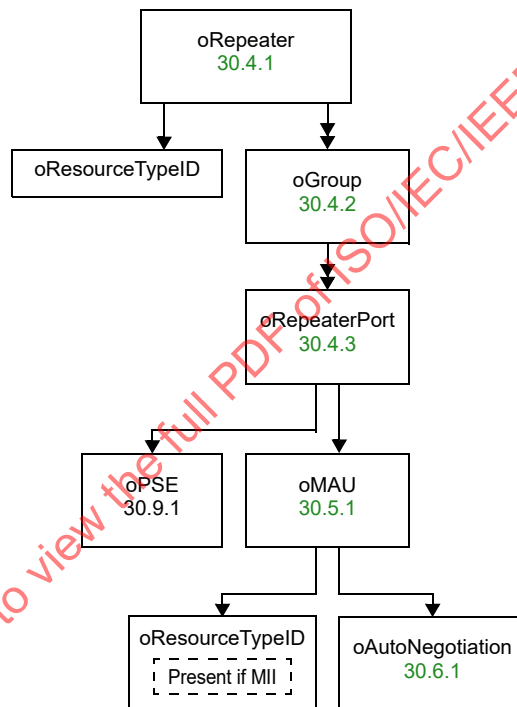 oRepeater
30.4.1
oResourceTypeID
oGroup
30.4.2
oRepeaterPort
30.4.3
oPSE
30.9.1
oMAU
30.5.1
oResourceTypeID
Present if MII
oAutoNegotiation
30.6.1
to view the full PDF of ISO/IEC/IEE